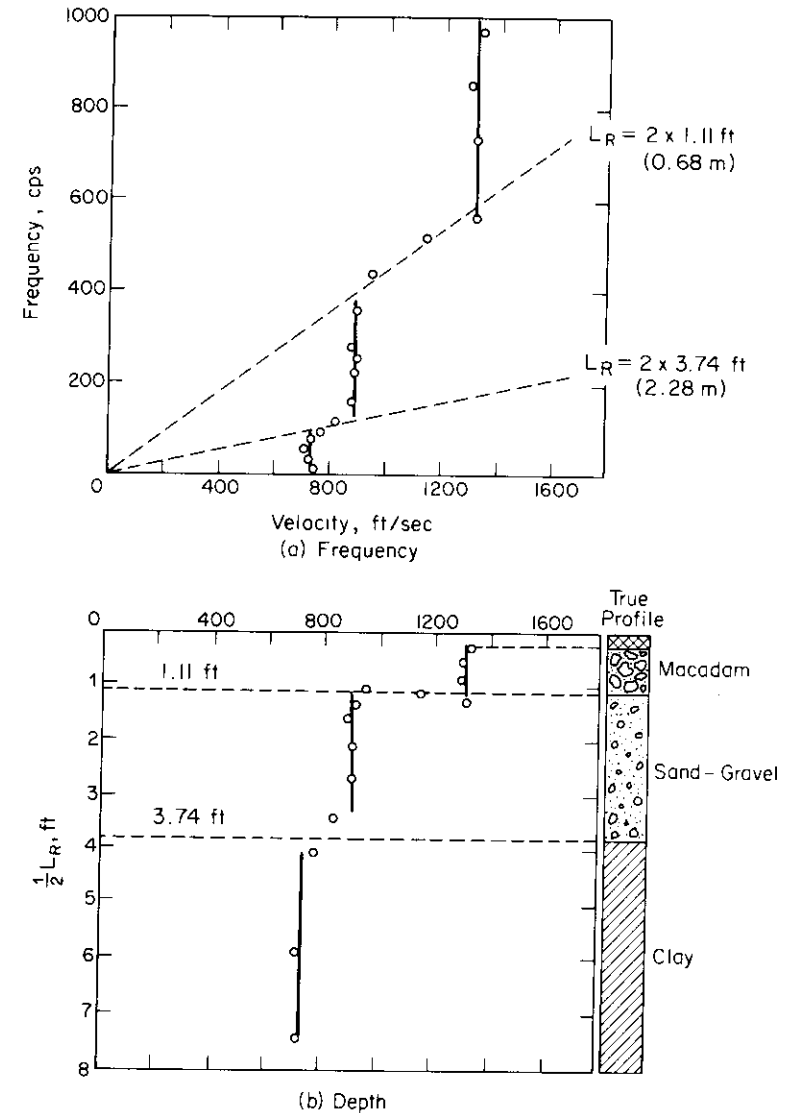 1000
800
600
400
200
Frequency, cps
0 400 800 1200 1600
Velocity, ft/sec
(a) Frequency
L_R = 2 x 1.11 ft
(0.68 m)
L_R = 2 x 3.74 ft
(2.28 m)
0 400 800 1200 1600
True
Profile
1.11 ft
3.74 ft
1
2
3
4
5
6
7
8
½ L_R, ft
Macadam
Sand-Gravel
Clay
(b) Depth